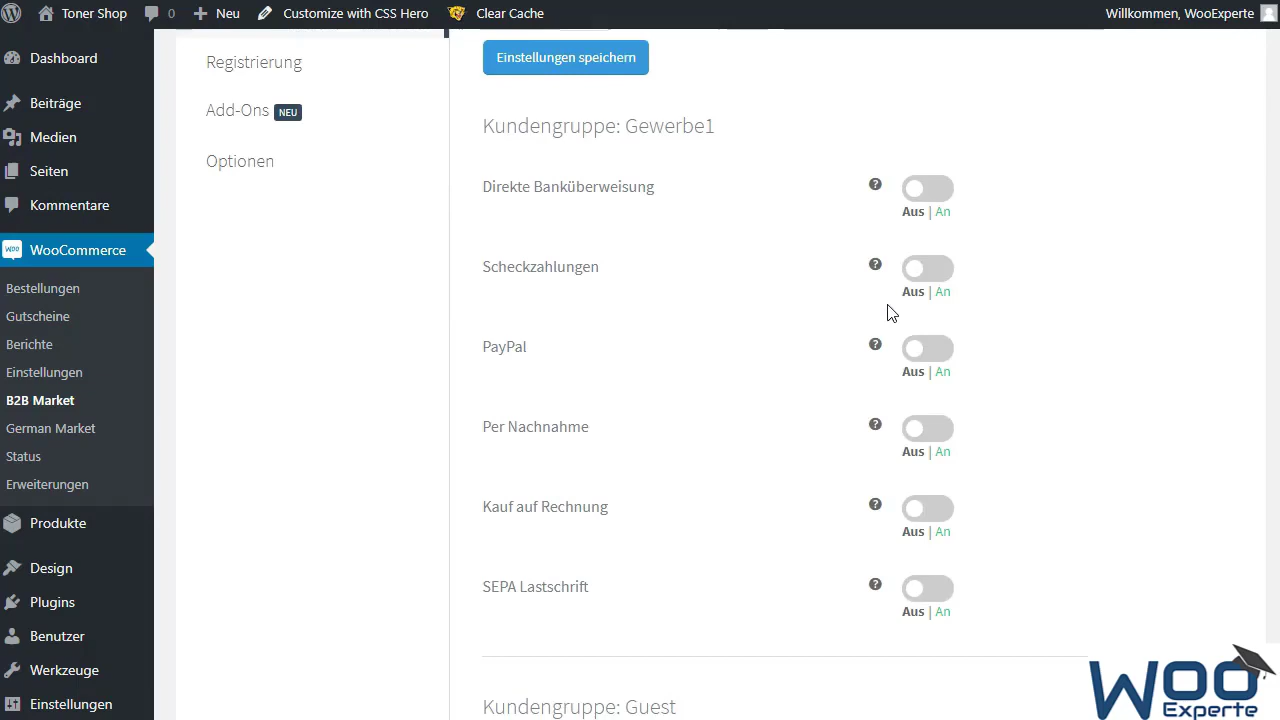 Toner Shop 0 Neu Customize with CSS Hero Clear Cache Willkommen, WooExperte
Dashboard
Beiträge
Medien
Seiten
Kommentare
WooCommerce
Bestellungen
Gutscheine
Berichte
Einstellungen
B2B Market
German Market
Status
Erweiterungen
Produkte
Design
Plugins
Benutzer
Werkzeuge
Einstellungen
Registrierung
Add-Ons NEU
Optionen
Einstellungen speichern
Kundengruppe: Gewerbe1
Direkte Banküberweisung
Aus | An
Scheckzahlungen
Aus | An
PayPal
Aus | An
Per Nachnahme
Aus | An
Kauf auf Rechnung
Aus | An
SEPA Lastschrift
Aus | An
Kundengruppe: Guest
WOO
Experte